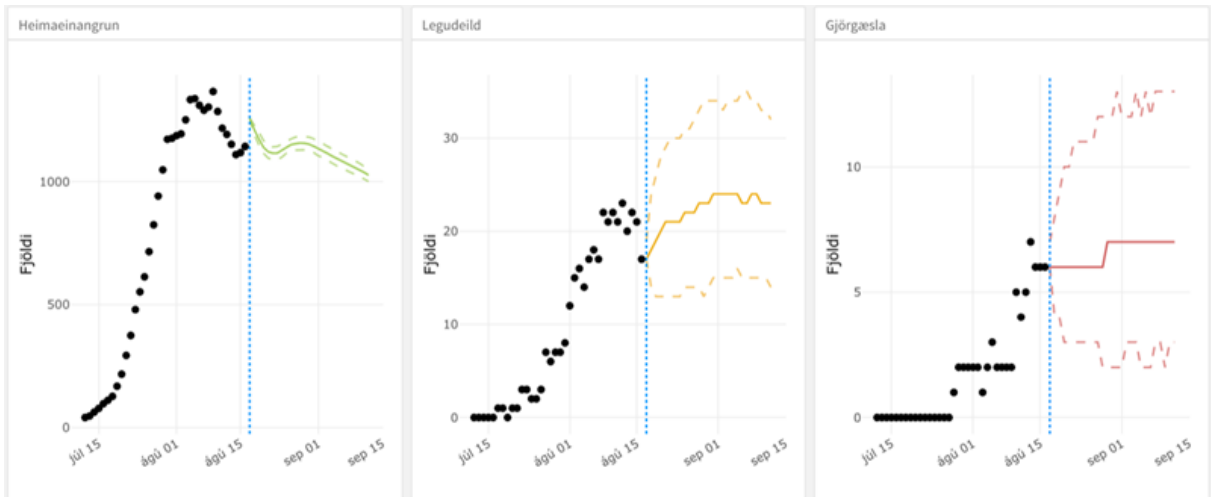 Heimaeinangrun
Fjöldi
1000
500
0
júl 15
ágú 01
ágú 15
sep 01
sep 15
Legudeild
Fjöldi
30
20
10
0
júl 15
ágú 01
ágú 15
sep 01
sep 15
Gjörgæsla
Fjöldi
10
5
0
júl 15
ágú 01
ágú 15
sep 01
sep 15